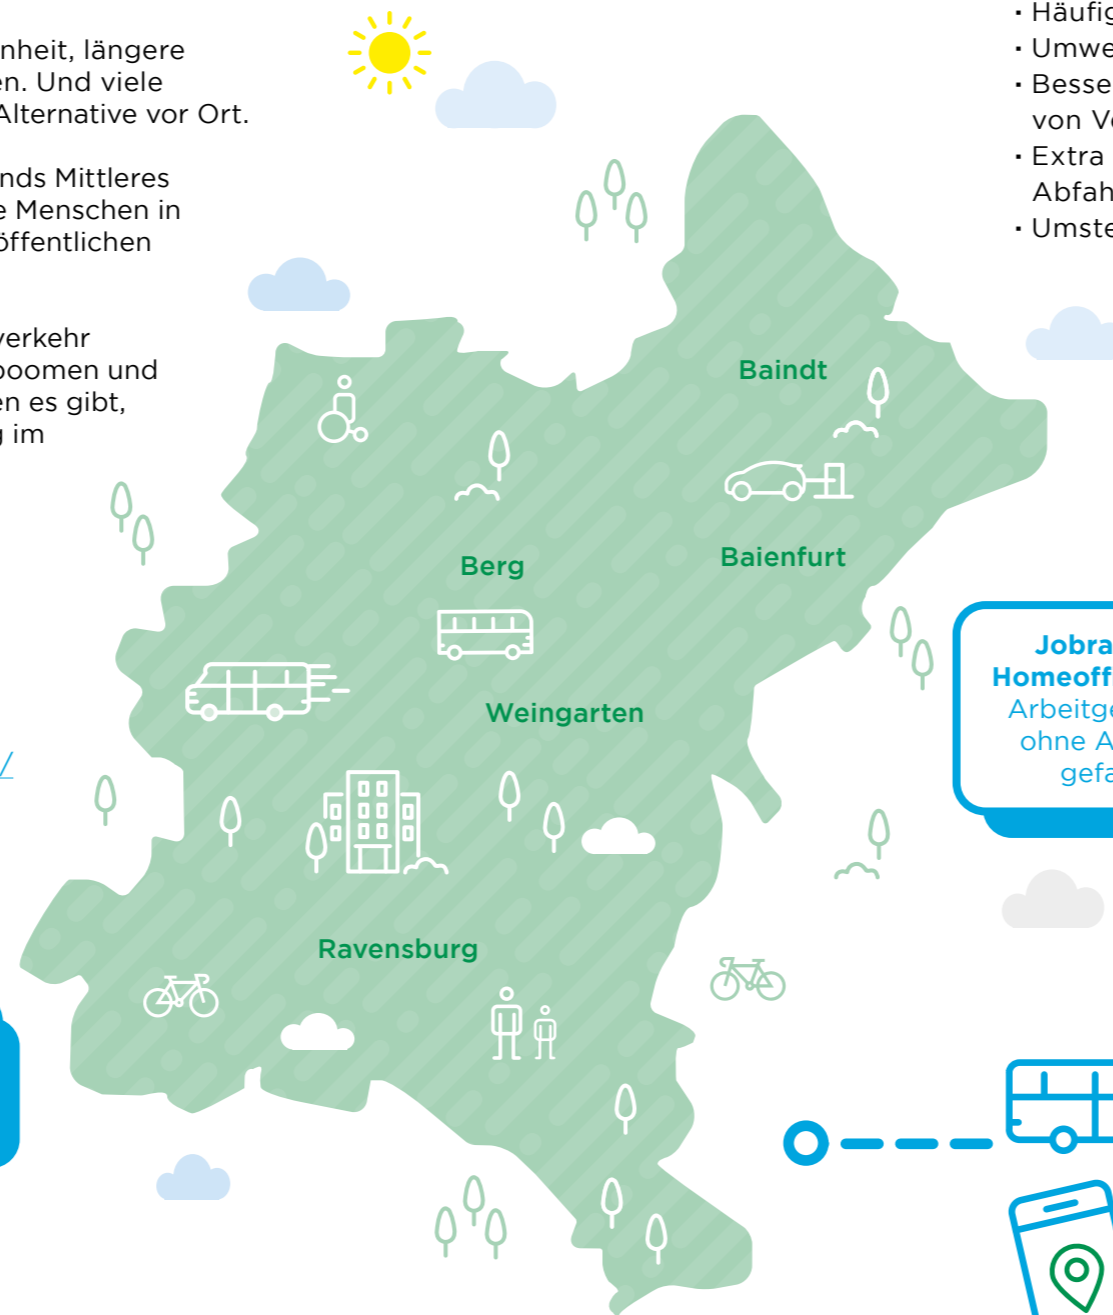 nheit, längere
en. Und viele
Alternative vor Ort.
nds Mittleres
e Menschen in
öffentlichen
verkehr
boomen und
en es gibt,
g im
/
· Häufig
· Umwe
· Besse
von Ve
· Extra
Abfah
· Umste
Baindt
Berg
Baienfurt
Weingarten
Ravensburg
Jobra
Homeoff
Arbeitge
ohne A
gefa